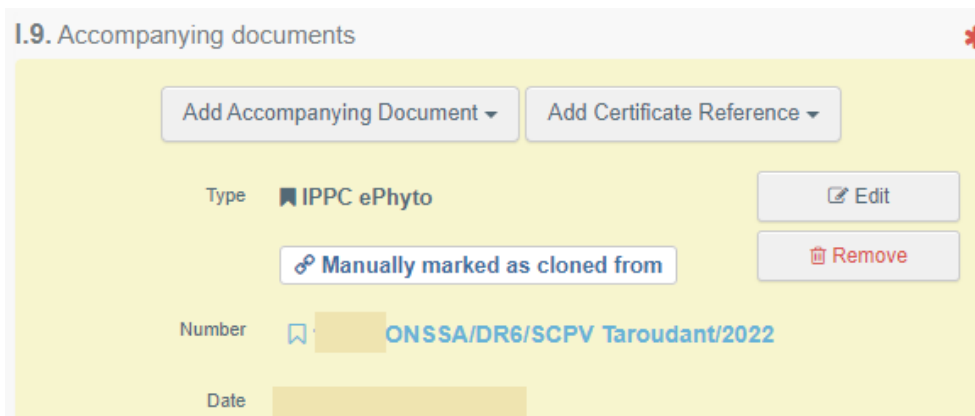 I.9. Accompanying documents
Add Accompanying Document Add Certificate Reference
Type IPPC ePhyto Edit
Manually marked as cloned from Remove
Number ONSSA/DR6/SCPV Taroudant/2022
Date